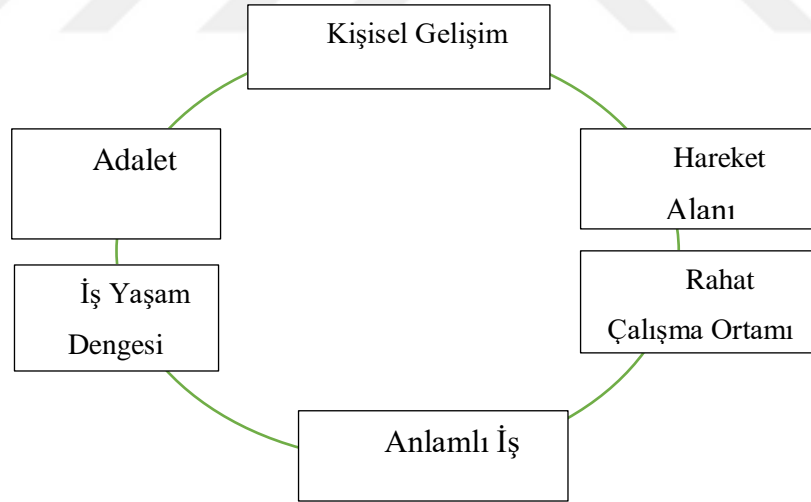 Kişisel Gelişim
Adalet
Hareket
Alanı
İş Yaşam
Dengesi
Rahat
Çalışma Ortamı
Anlamlı İş